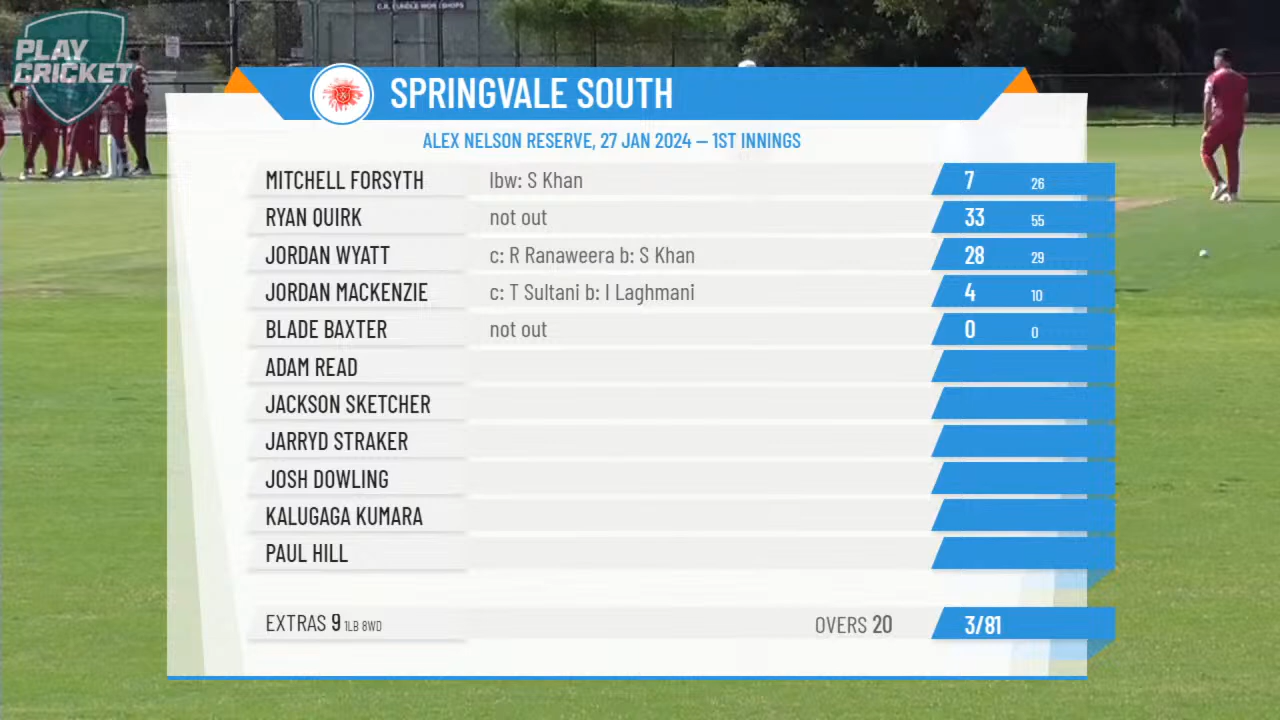 PLAY
CRICKET
SPRINGVALE SOUTH
ALEX NELSON RESERVE, 27 JAN 2024 – 1ST INNINGS
MITCHELL FORSYTH lbw: S Khan 7 26
RYAN QUIRK not out 33 55
JORDAN WYATT c: R Ranaweera b: S Khan 28 29
JORDAN MACKENZIE c: T Sultani b: I Laghmani 4 10
BLADE BAXTER not out 0 0
ADAM READ
JACKSON SKETCHER
JARRYD STRAKER
JOSH DOWLING
KALUGAGA KUMARA
PAUL HILL
EXTRAS 9 1LB 8WD OVERS 20 3/81